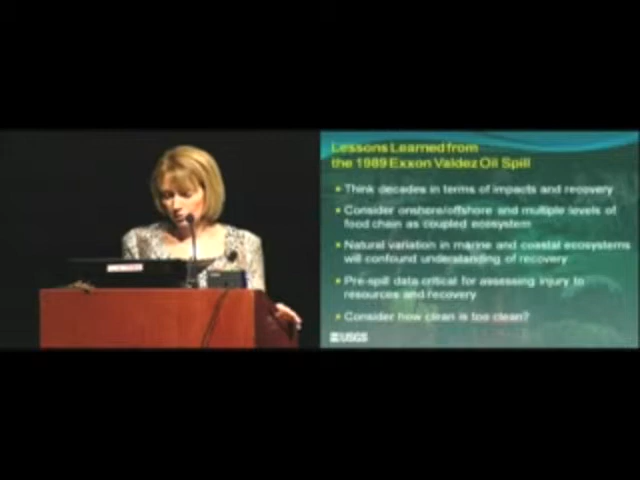 Lessons Learned from
the 1989 Exxon Valdez Oil Spill
Think decades in terms of impacts and recovery
Consider onshore/offshore and multiple levels of
food chain as coupled ecosystem
Natural variation in marine and coastal ecosystems
will confound understanding of recovery
Pre-spill data critical for assessing injury to
resources and recovery
Consider how clean is too clean?
USGS